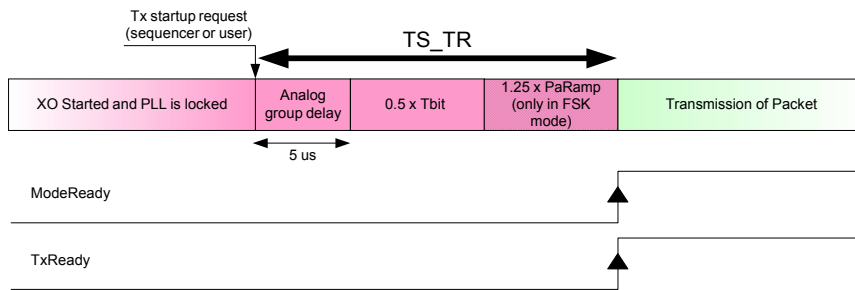 Tx startup request
(sequencer or user)
TS_TR
XO Started and PLL is locked
Analog
group delay
0.5 x Tbit
1.25 x PaRamp
(only in FSK
mode)
Transmission of Packet
5 us
ModeReady
TxReady